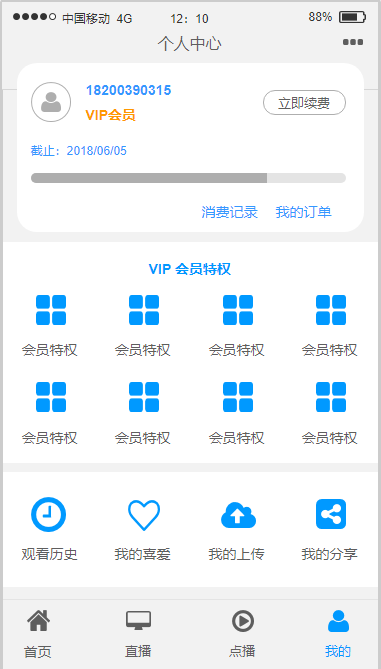 中国移动 4G 12：10 88%
个人中心
18200390315
VIP会员
立即续费
截止：2018/06/05
消费记录 我的订单
VIP 会员特权
会员特权 会员特权 会员特权 会员特权
会员特权 会员特权 会员特权 会员特权
观看历史 我的喜爱 我的上传 我的分享
首页 直播 点播 我的